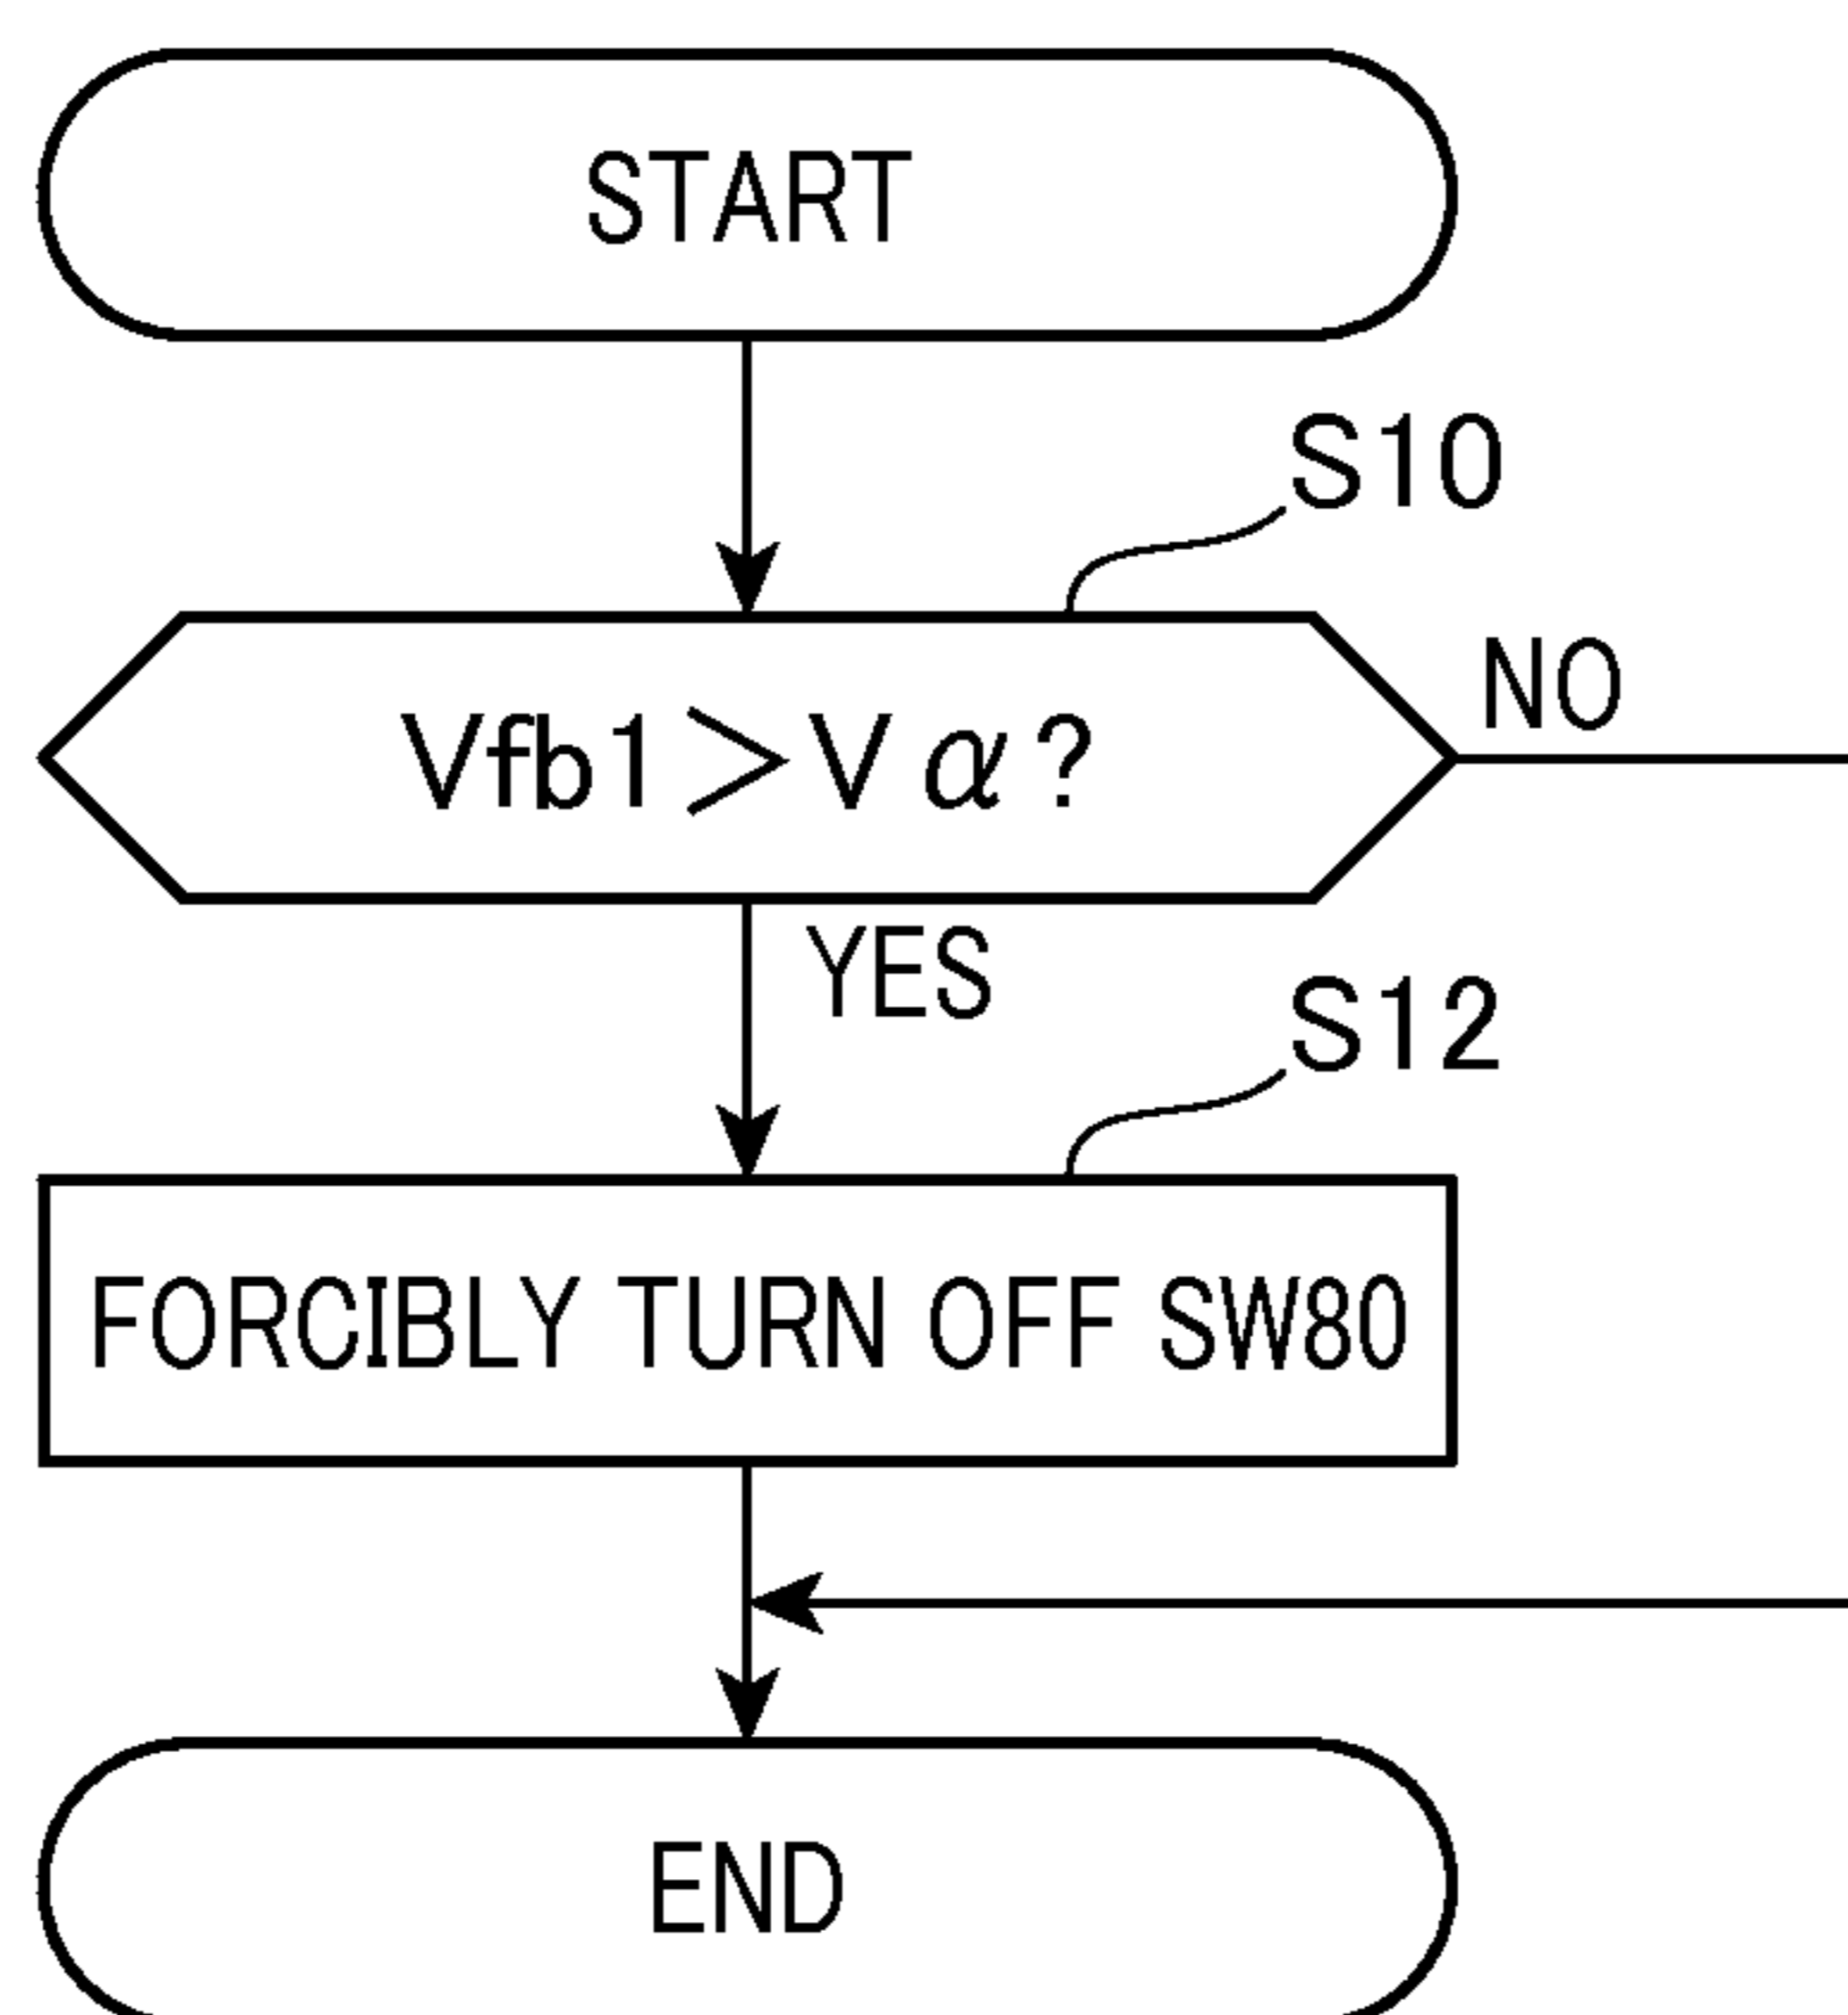 START
S10
Vfb1＞Vα?
NO
YES
S12
FORCIBLY TURN OFF SW80
END